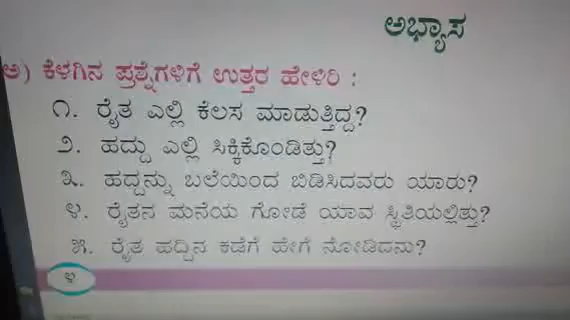 ಅಭ್ಯಾಸ
ಅ) ಕೆಳಗಿನ ಪ್ರಶ್ನೆಗಳಿಗೆ ಉತ್ತರ ಹೇಳಿರಿ :
೧. ರೈತ ಎಲ್ಲಿ ಕೆಲಸ ಮಾಡುತ್ತಿದ್ದ?
೨. ಹದ್ದು ಎಲ್ಲಿ ಸಿಕ್ಕಿಕೊಂಡಿತ್ತು?
೩. ಹದ್ದನ್ನು ಬಲೆಯಿಂದ ಬಿಡಿಸಿದವರು ಯಾರು?
೪. ರೈತನ ಮನೆಯ ಗೋಡೆ ಯಾವ ಸ್ಥಿತಿಯಲ್ಲಿತ್ತು?
೫. ರೈತ ಹದ್ದಿನ ಕಡೆಗೆ ಹೇಗೆ ನೋಡಿದನು?
೪